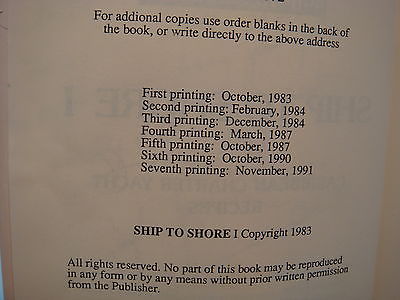 For addional copies use order blanks in the back of
the book, or write directly to the above address
First printing: October, 1983
Second printing: February, 1984
Third printing: December, 1984
Fourth printing: March, 1987
Fifth printing: October, 1987
Sixth printing: October, 1990
Seventh printing: November, 1991
SHIP TO SHORE I Copyright 1983
All rights reserved. No part of this book may be reproduced
in any form or by any means without prior written permission
from the Publisher.